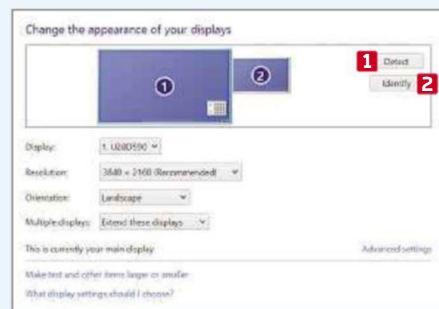 Change the appearance of your displays
1 Detect
1 2
Identify 2
Display: 1. U28D590
Resolution: 3840 × 2160 (Recommended)
Orientation: Landscape
Multiple displays: Extend these displays
This is currently your main display. Advanced settings
Make text and other items larger or smaller
What display settings should I choose?